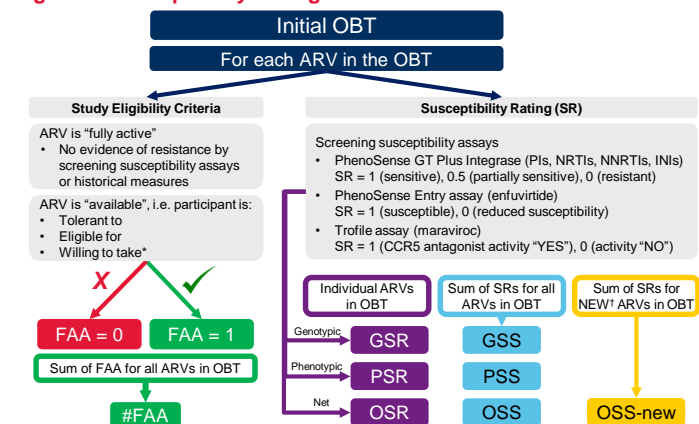 Initial OBT
For each ARV in the OBT
Study Eligibility Criteria
ARV is “fully active”
• No evidence of resistance by
screening susceptibility assays
or historical measures
ARV is “available”, i.e. participant is:
• Tolerant to
• Eligible for
• Willing to take*
X
FAA = 0
FAA = 1
Sum of FAA for all ARVs in OBT
#FAA
Susceptibility Rating (SR)
Screening susceptibility assays
• PhenoSense GT Plus Integrase (PIs, NRTIs, NNRTIs, INIs)
SR = 1 (sensitive), 0.5 (partially sensitive), 0 (resistant)
• PhenoSense Entry assay (enfuvirtide)
SR = 1 (susceptible), 0 (reduced susceptibility)
• Trofile assay (maraviroc)
SR = 1 (CCR5 antagonist activity “YES”), 0 (activity “NO”)
Individual ARVs
in OBT
Sum of SRs for all
ARVs in OBT
Sum of SRs for
NEW† ARVs in OBT
Genotypic
GSR
GSS
Phenotypic
PSR
PSS
Net
OSR
OSS
OSS-new